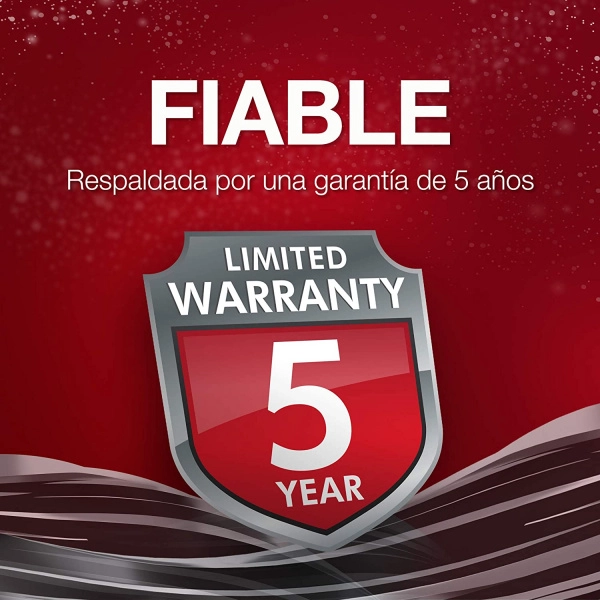 FIABLE
Respaldada por una garantía de 5 años
LIMITED
WARRANTY
5
YEAR